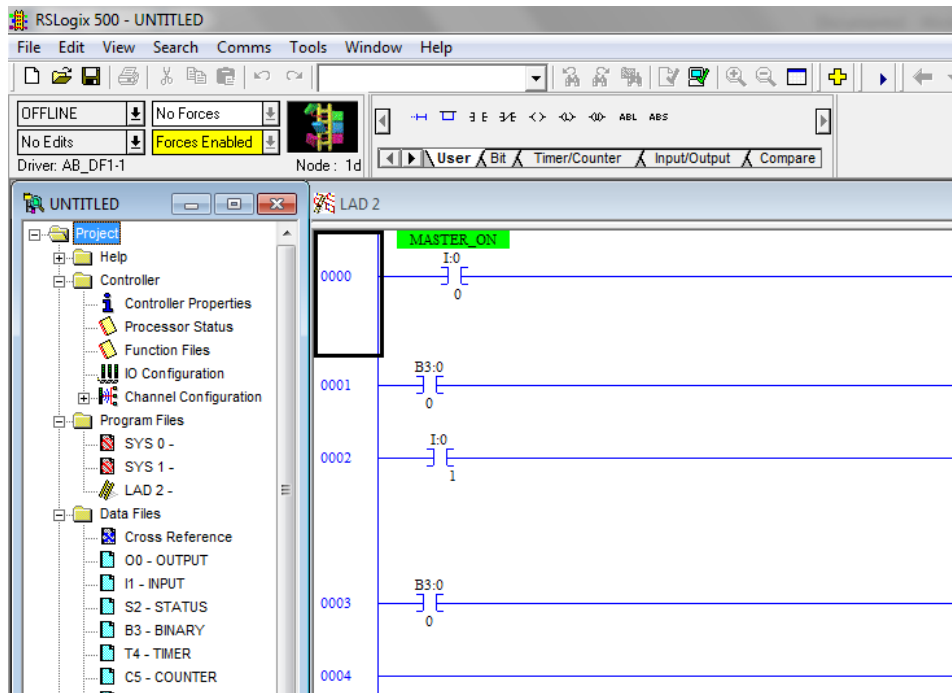 RSLogix 500 - UNTITLED
File Edit View Search Comms Tools Window Help
OFFLINE No Forces
No Edits Forces Enabled
Driver: AB_DF1-1 Node : 1d
ABL ABS
User Bit Timer/Counter Input/Output Compare
UNTITLED
Project
Help
Controller
Controller Properties
Processor Status
Function Files
IO Configuration
Channel Configuration
Program Files
SYS 0 -
SYS 1 -
LAD 2 -
Data Files
Cross Reference
O0 - OUTPUT
I1 - INPUT
S2 - STATUS
B3 - BINARY
T4 - TIMER
C5 - COUNTER
LAD 2
MASTER_ON
I:0
0000
0
B3:0
0001
0
I:0
0002
1
B3:0
0003
0
0004